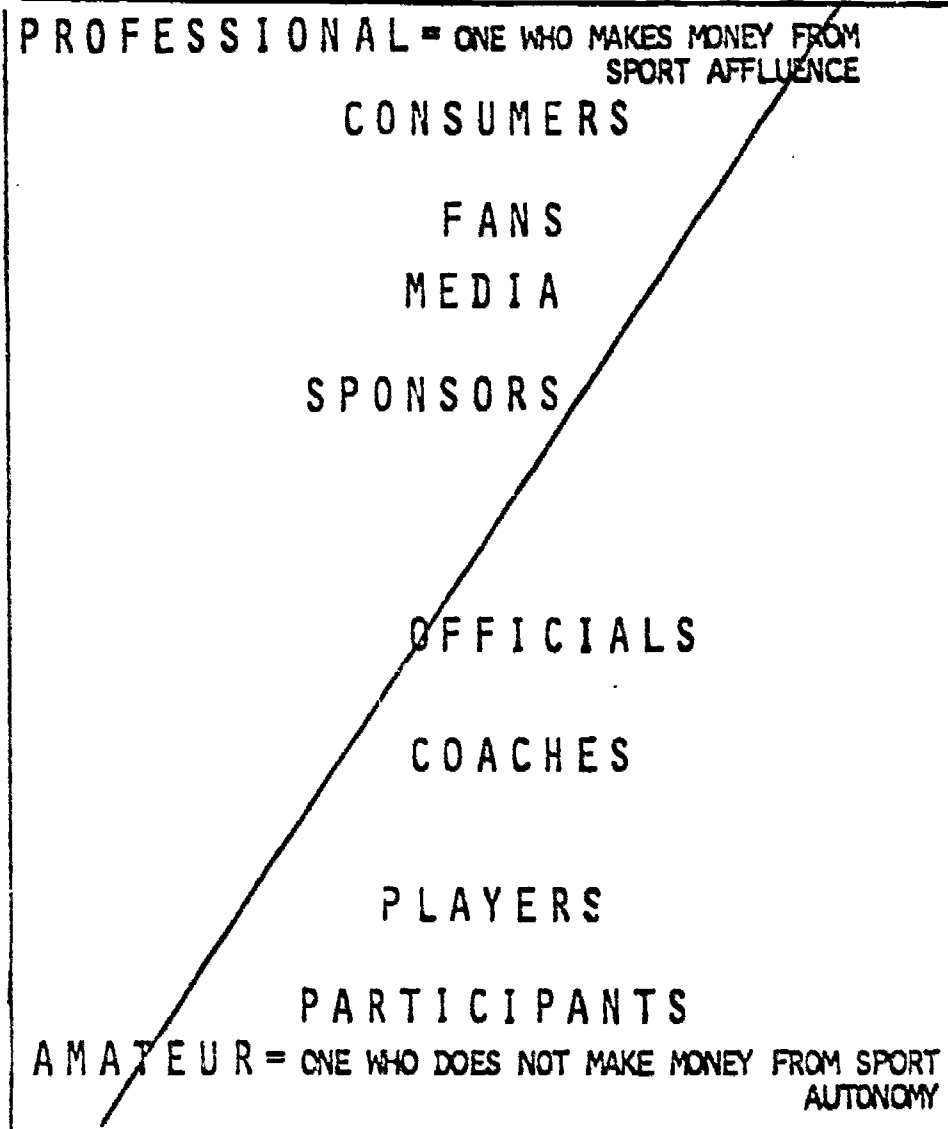 PROFESSIONAL = ONE WHO MAKES MONEY FROM
SPORT AFFLUENCE
CONSUMERS
FANS
MEDIA
SPONSORS
OFFICIALS
COACHES
PLAYERS
PARTICIPANTS
AMATEUR = ONE WHO DOES NOT MAKE MONEY FROM SPORT
AUTONOMY